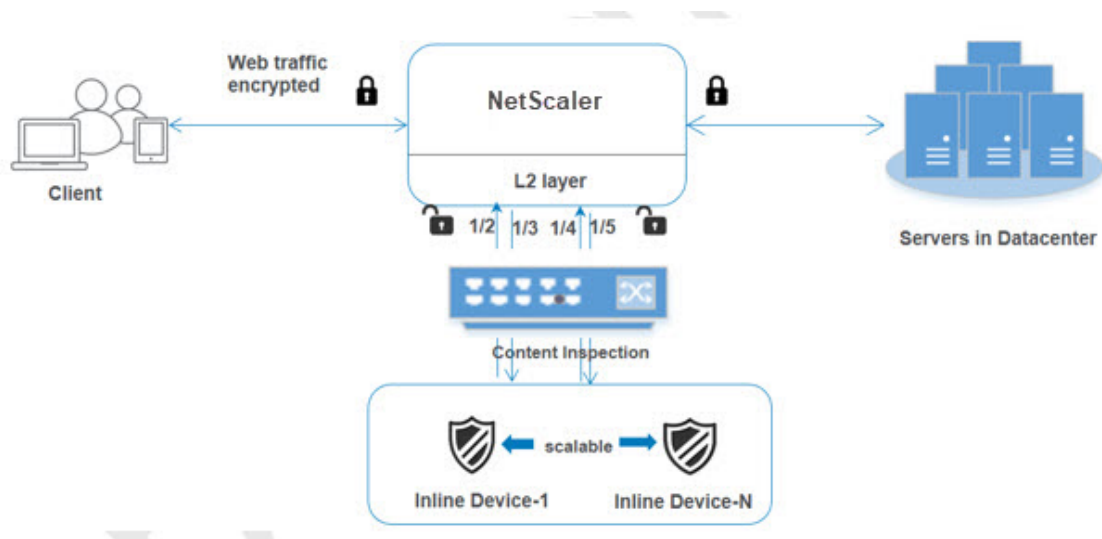 Web traffic
encrypted
NetScaler
L2 layer
Client
1/2 1/3 1/4 1/5
Servers in Datacenter
Content Inspection
scalable
Inline Device-1
Inline Device-N